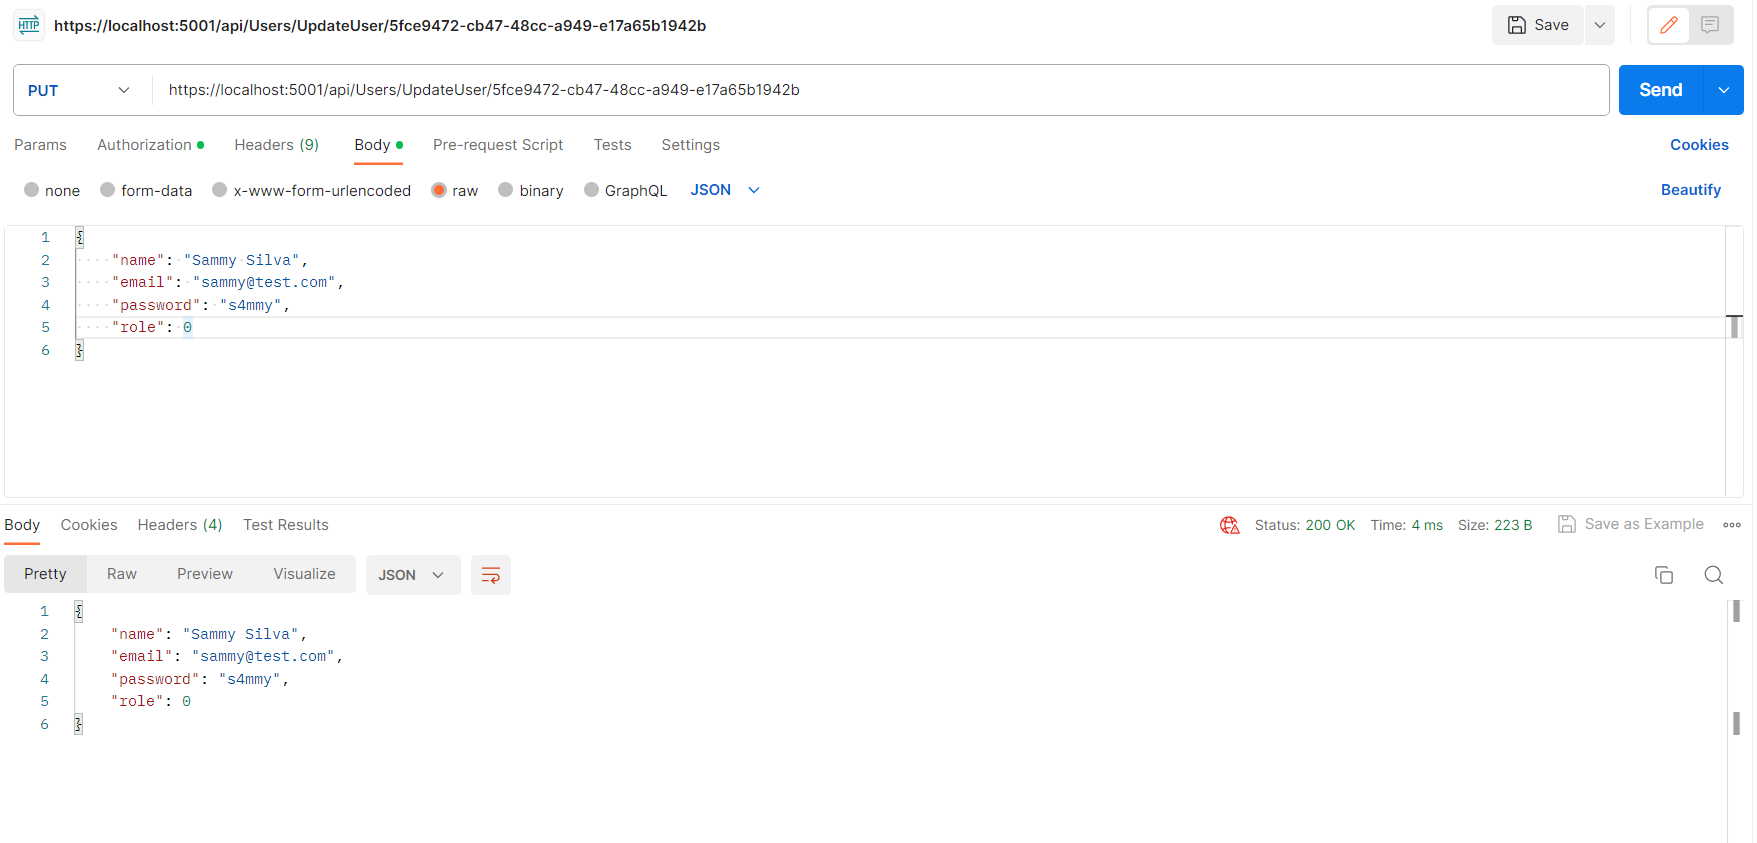 HTTP https://localhost:5001/api/Users/UpdateUser/5fce9472-cb47-48cc-a949-e17a65b1942b Save
PUT https://localhost:5001/api/Users/UpdateUser/5fce9472-cb47-48cc-a949-e17a65b1942b Send
Params Authorization Headers (9) Body Pre-request Script Tests Settings Cookies
none form-data x-www-form-urlencoded raw binary GraphQL JSON Beautify
1 {
2 "name": "Sammy Silva",
3 "email": "sammy@test.com",
4 "password": "s4mmy",
5 "role": 0
6 }
Body Cookies Headers (4) Test Results Status: 200 OK Time: 4 ms Size: 223 B Save as Example
Pretty Raw Preview Visualize JSON
1 {
2 "name": "Sammy Silva",
3 "email": "sammy@test.com",
4 "password": "s4mmy",
5 "role": 0
6 }